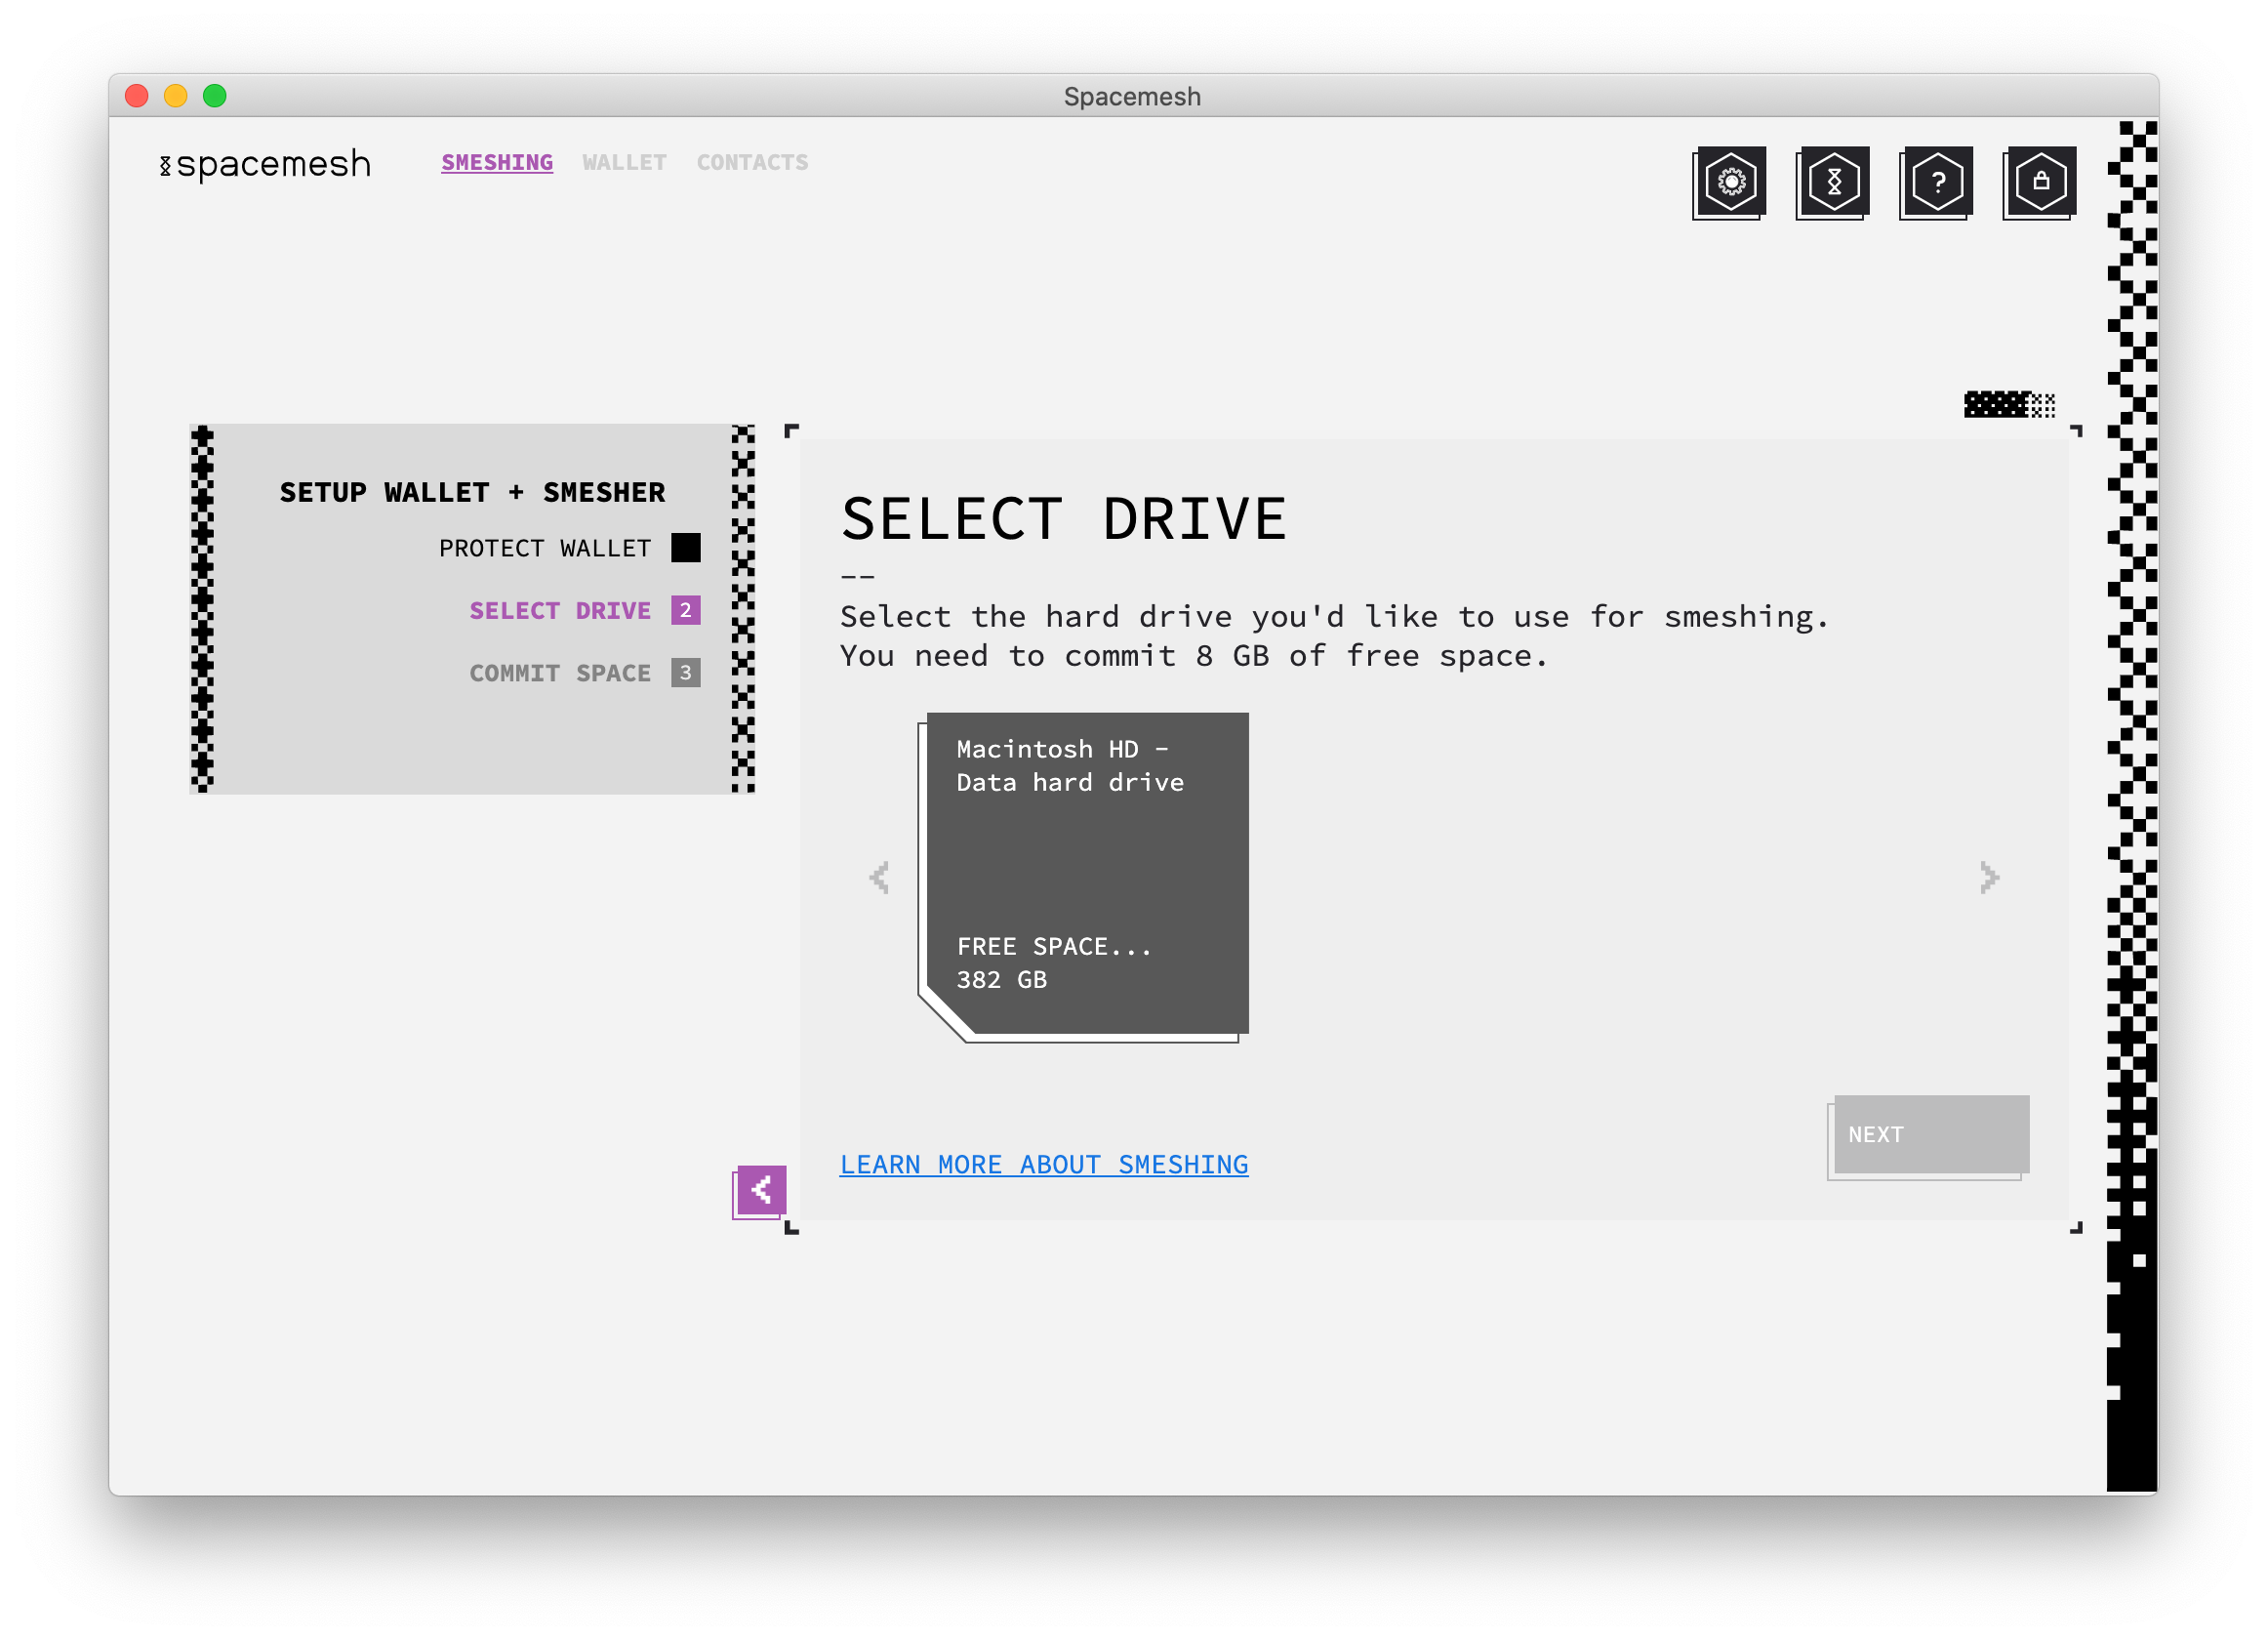 Spacemesh
spacemesh
SMESHING WALLET CONTACTS
?
SETUP WALLET + SMESHER
PROTECT WALLET
SELECT DRIVE 2
COMMIT SPACE 3
SELECT DRIVE
--
Select the hard drive you'd like to use for smeshing.
You need to commit 8 GB of free space.
Macintosh HD -
Data hard drive
FREE SPACE...
382 GB
LEARN MORE ABOUT SMESHING
NEXT